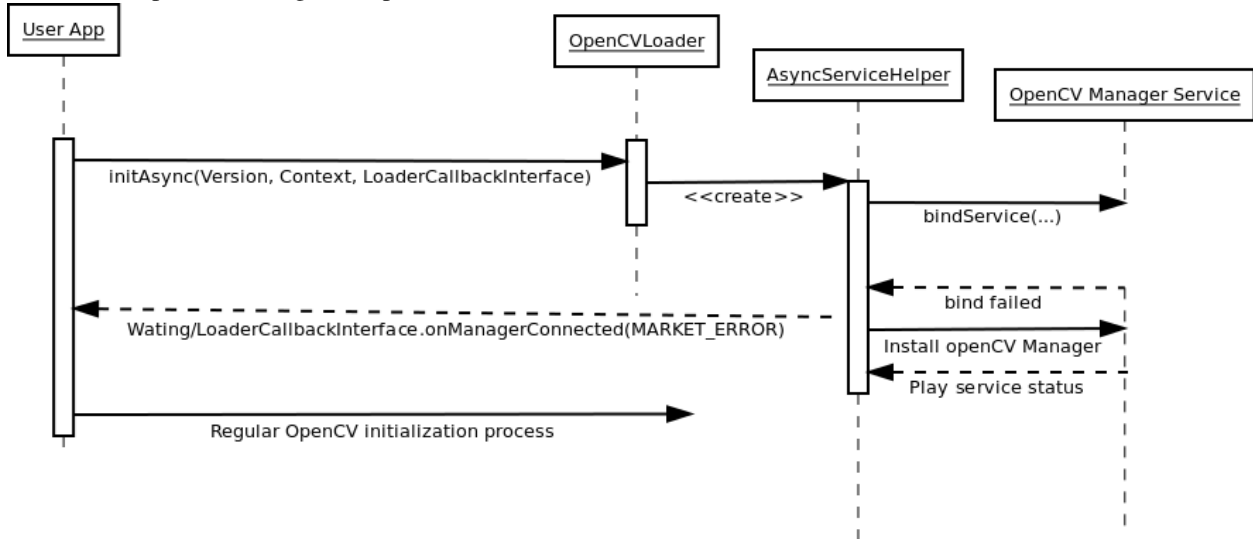 User App
OpenCVLoader
AsyncServiceHelper
OpenCV Manager Service
initAsync(Version, Context, LoaderCallbackInterface)
<<create>>
bindService(...)
bind failed
Wating/LoaderCallbackInterface.onManagerConnected(MARKET_ERROR)
Install openCV Manager
Play service status
Regular OpenCV initialization process